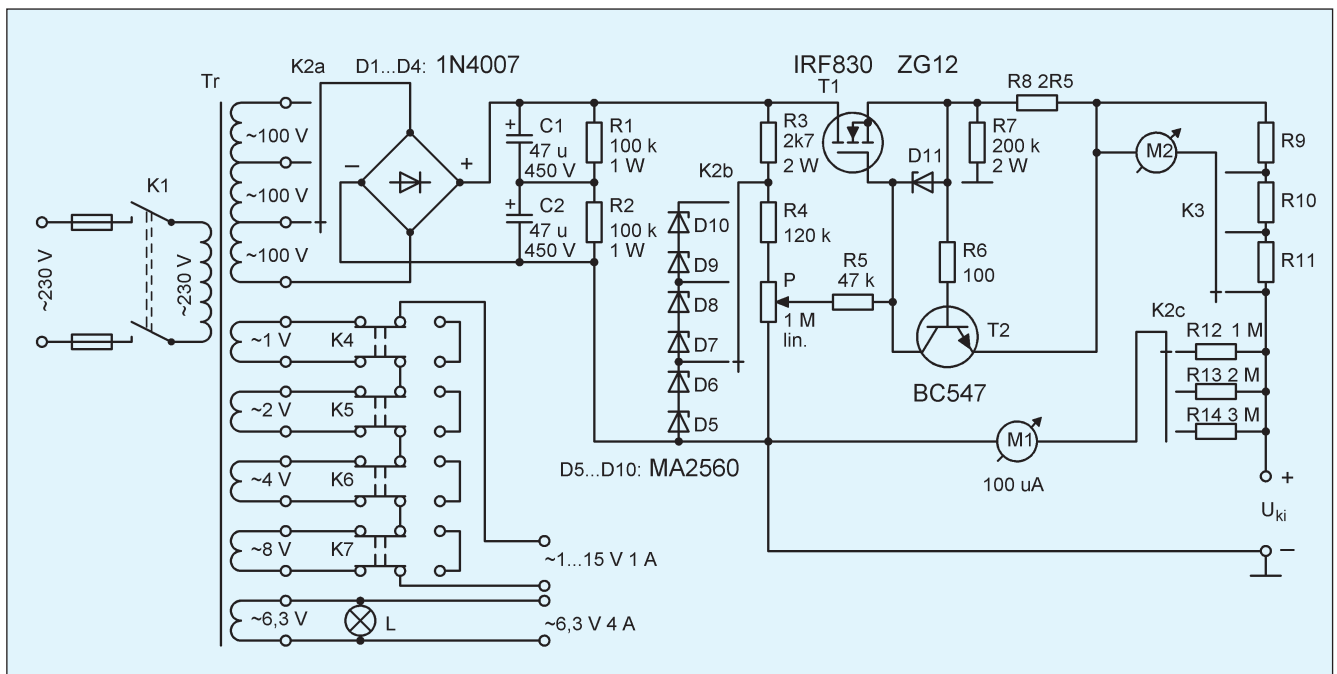 Tr
K2a
D1...D4: 1N4007
IRF830
ZG12
T1
R8 2R5
~100 V
~100 V
~100 V
K1
~230 V
~230 V
–
+
+
C1
47 u
450 V
R1
100 k
1 W
+
C2
47 u
450 V
R2
100 k
1 W
R3
2k7
2 W
K2b
R4
120 k
D10
D9
D8
D7
D6
D5
P
1 M
lin.
R5
47 k
D11
R7
200 k
2 W
R6
100
T2
BC547
M2
K3
R9
R10
R11
K2c
R12 1 M
R13 2 M
R14 3 M
M1
100 uA
D5...D10: MA2560
+
Uki
–
~1 V
K4
~2 V
K5
~4 V
K6
~8 V
K7
~1...15 V 1 A
~6,3 V
L
~6,3 V 4 A